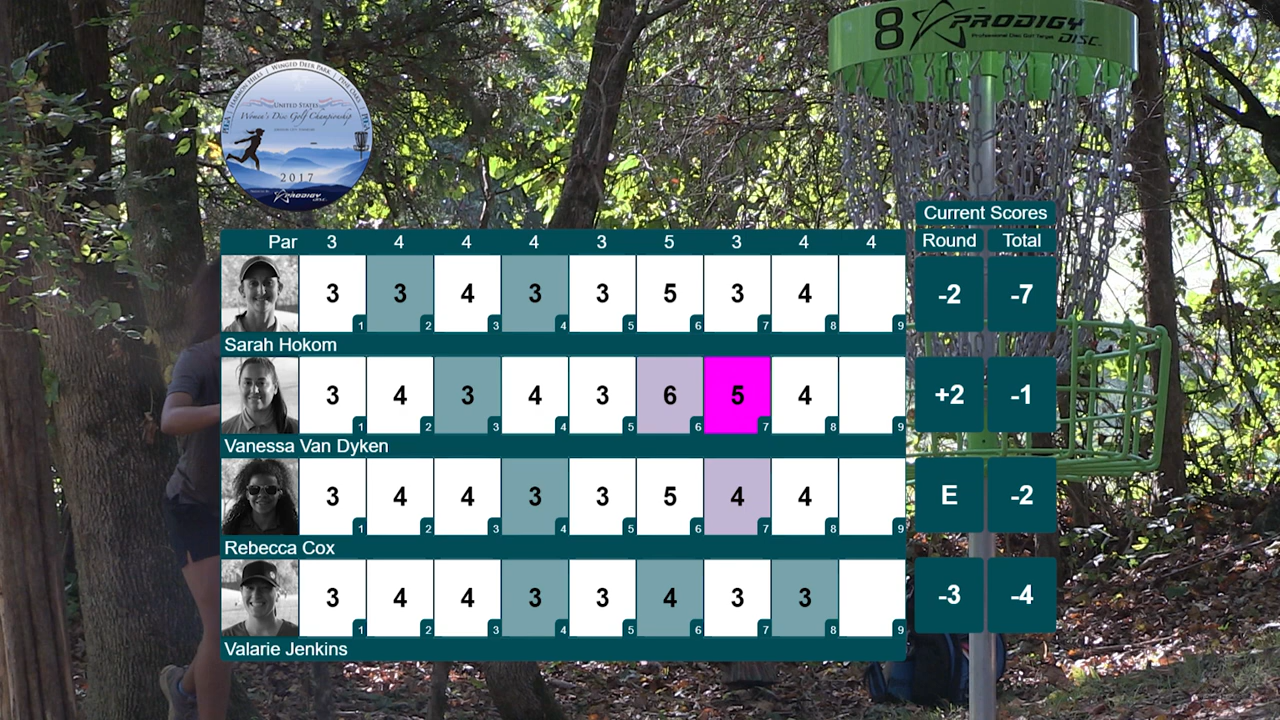 8 PRODIGY DISC
Professional Disc Golf Target
WINGED DEER PARK
UNITED STATES
Women's Disc Golf Championship
2017
PRODIGY DISC
Current Scores
Par 3 4 4 4 3 5 3 4 4 Round Total
3 3 4 3 3 5 3 4 -2 -7
1 2 3 4 5 6 7 8 9
Sarah Hokom
3 4 3 4 3 6 5 4 +2 -1
1 2 3 4 5 6 7 8 9
Vanessa Van Dyken
3 4 4 3 3 5 4 4 E -2
1 2 3 4 5 6 7 8 9
Rebecca Cox
3 4 4 3 3 4 3 3 -3 -4
1 2 3 4 5 6 7 8 9
Valarie Jenkins